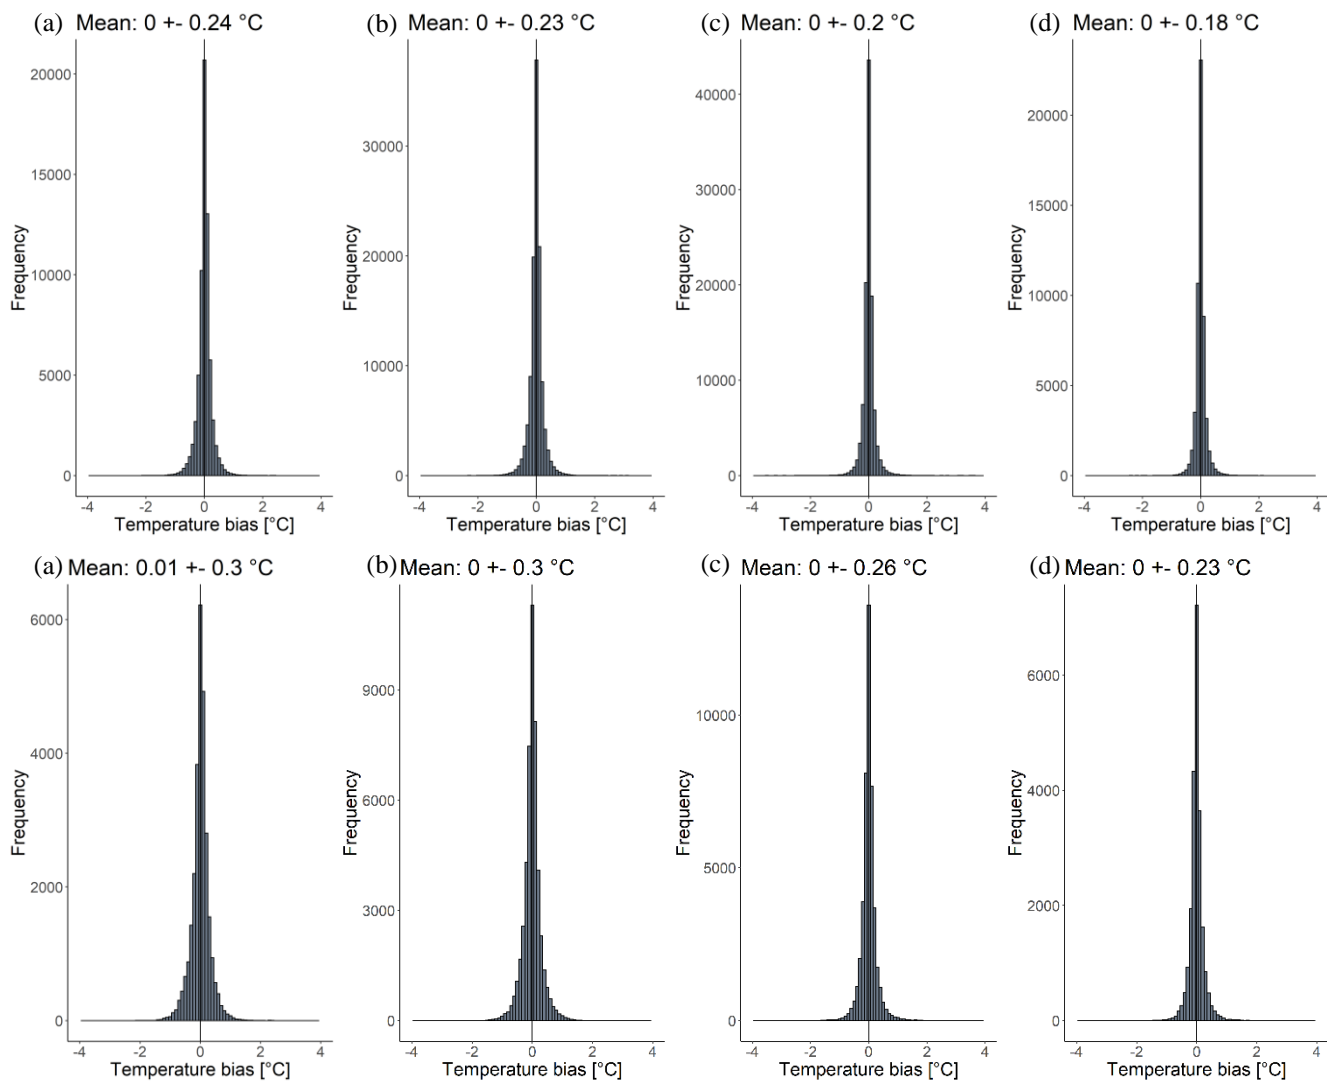 (a) Mean: 0 +- 0.24 °C
20000
15000
10000
5000
0
Frequency
-4 -2 0 2 4
Temperature bias [°C]
(b) Mean: 0 +- 0.23 °C
30000
20000
10000
0
Frequency
-4 -2 0 2 4
Temperature bias [°C]
(c) Mean: 0 +- 0.2 °C
40000
30000
20000
10000
0
Frequency
-4 -2 0 2 4
Temperature bias [°C]
(d) Mean: 0 +- 0.18 °C
20000
15000
10000
5000
0
Frequency
-4 -2 0 2 4
Temperature bias [°C]
(a) Mean: 0.01 +- 0.3 °C
6000
4000
2000
0
Frequency
-4 -2 0 2 4
Temperature bias [°C]
(b) Mean: 0 +- 0.3 °C
9000
6000
3000
0
Frequency
-4 -2 0 2 4
Temperature bias [°C]
(c) Mean: 0 +- 0.26 °C
10000
5000
0
Frequency
-4 -2 0 2 4
Temperature bias [°C]
(d) Mean: 0 +- 0.23 °C
6000
4000
2000
0
Frequency
-4 -2 0 2 4
Temperature bias [°C]